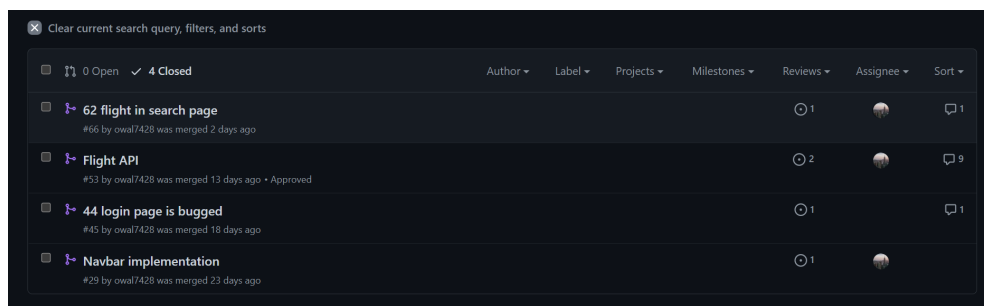 Clear current search query, filters, and sorts
0 Open 4 Closed Author Label Projects Milestones Reviews Assignee Sort
62 flight in search page 1 1
#66 by owal7428 was merged 2 days ago
Flight API 2 9
#53 by owal7428 was merged 13 days ago • Approved
44 login page is bugged 1 1
#45 by owal7428 was merged 18 days ago
Navbar implementation 1
#29 by owal7428 was merged 23 days ago